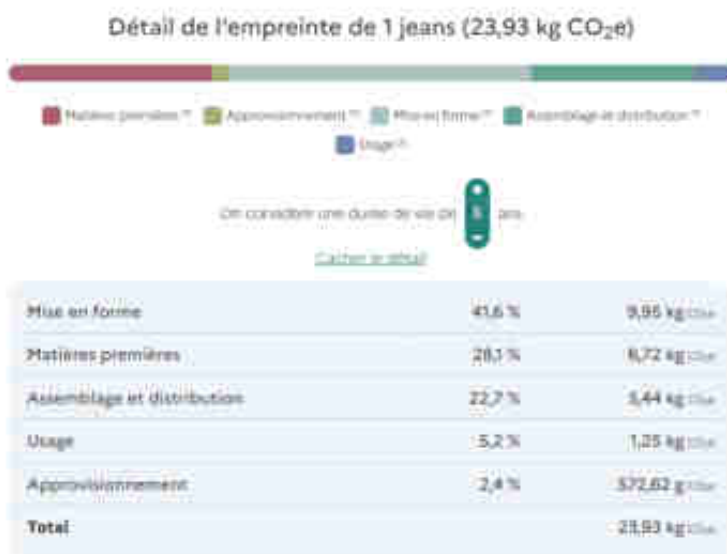 Détail de l'empreinte de 1 jeans (23,93 kg CO₂e)
Matières premières Approvisionnement Mise en forme Assemblage et distribution
Usage
On considère une durée de vie de ans
Cacher le détail
Mise en forme 41,6 % 9,95 kg
Matières premières 28,1 % 6,72 kg
Assemblage et distribution 22,7 % 5,44 kg
Usage 5,2 % 1,25 kg
Approvisionnement 2,4 % 572,62 g
Total 23,93 kg